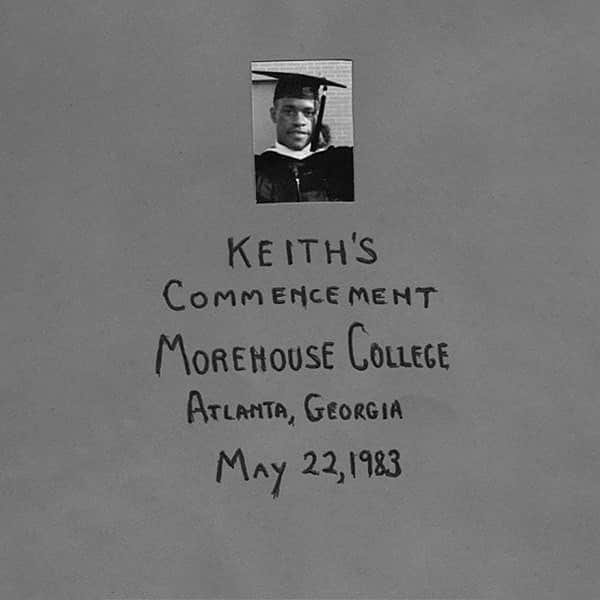 KEITH'S
COMMENCEMENT
MOREHOUSE COLLEGE
ATLANTA, GEORGIA
MAY 22, 1983